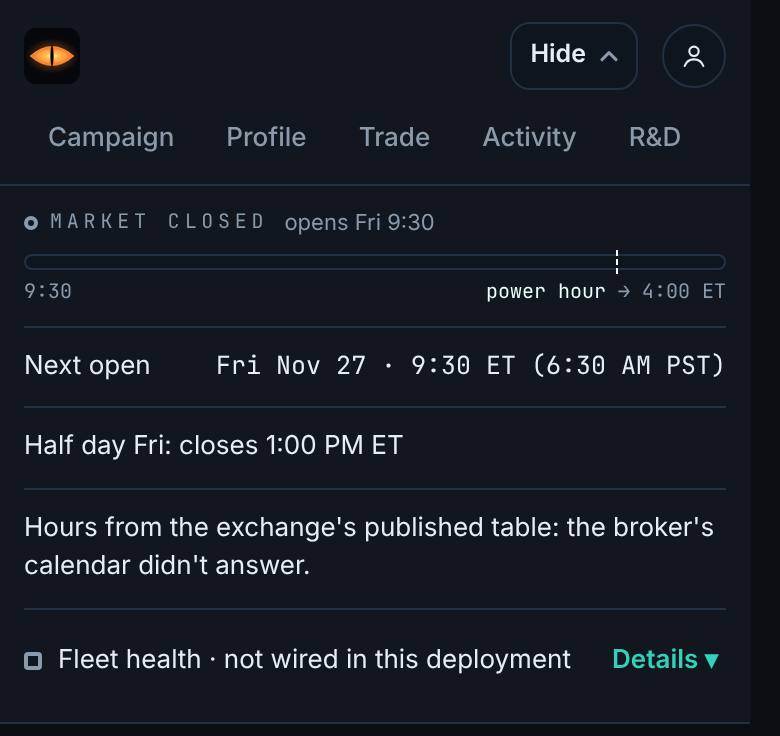 Hide
Campaign Profile Trade Activity R&D
MARKET CLOSED opens Fri 9:30
9:30 power hour → 4:00 ET
Next open Fri Nov 27 · 9:30 ET (6:30 AM PST)
Half day Fri: closes 1:00 PM ET
Hours from the exchange's published table: the broker's
calendar didn't answer.
Fleet health · not wired in this deployment Details ▾